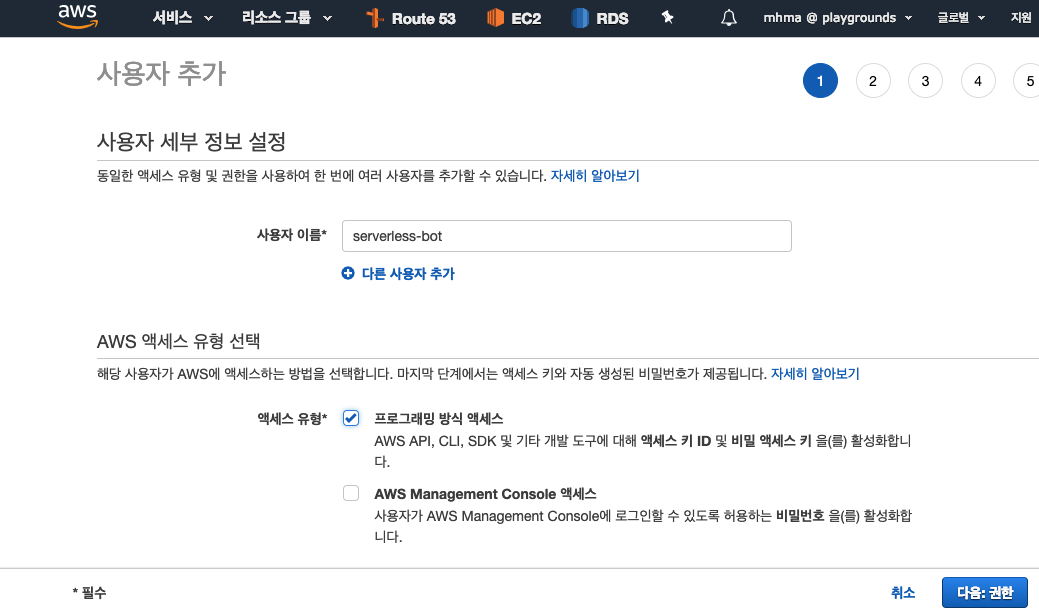 aws 서비스 리소스 그룹 Route 53 EC2 RDS mhma @ playgrounds 글로벌 지원
사용자 추가
1 2 3 4 5
사용자 세부 정보 설정
동일한 액세스 유형 및 권한을 사용하여 한 번에 여러 사용자를 추가할 수 있습니다. 자세히 알아보기
사용자 이름* serverless-bot
다른 사용자 추가
AWS 액세스 유형 선택
해당 사용자가 AWS에 액세스하는 방법을 선택합니다. 마지막 단계에서는 액세스 키와 자동 생성된 비밀번호가 제공됩니다. 자세히 알아보기
액세스 유형* 프로그래밍 방식 액세스
AWS API, CLI, SDK 및 기타 개발 도구에 대해 액세스 키 ID 및 비밀 액세스 키 을(를) 활성화합니
다.
AWS Management Console 액세스
사용자가 AWS Management Console에 로그인할 수 있도록 허용하는 비밀번호 을(를) 활성화합
니다.
* 필수 취소 다음: 권한